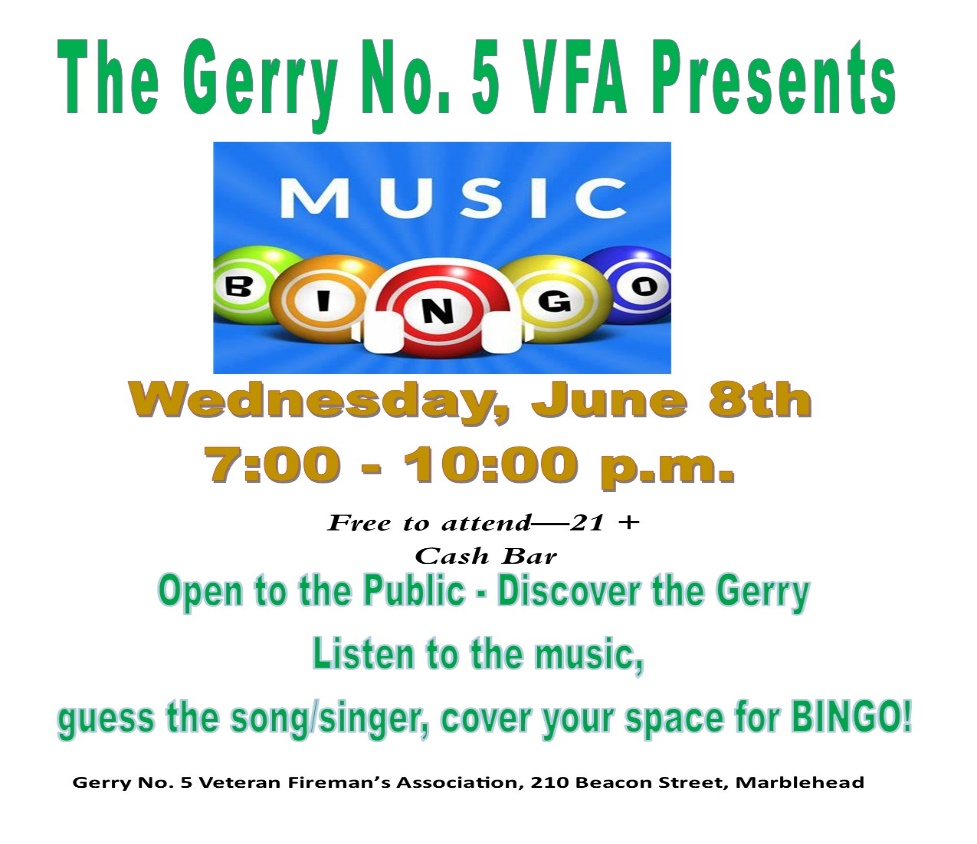 The Gerry No. 5 VFA Presents
MUSIC
BINGO
Wednesday, June 8th
7:00 - 10:00 p.m.
Free to attend—21 +
Cash Bar
Open to the Public - Discover the Gerry
Listen to the music,
guess the song/singer, cover your space for BINGO!
Gerry No. 5 Veteran Fireman’s Association, 210 Beacon Street, Marblehead